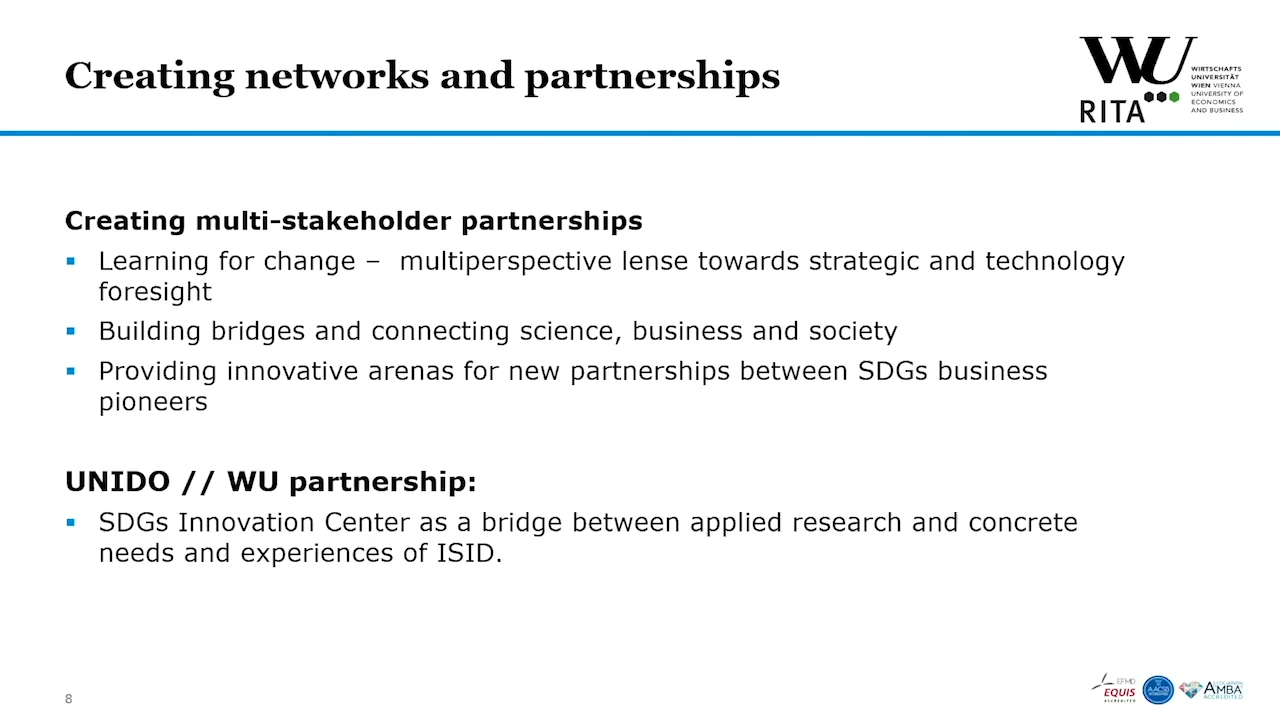 Creating networks and partnerships
WU
RITA
WIRTSCHAFTS
UNIVERSITÄT
WIEN VIENNA
UNIVERSITY OF
ECONOMICS
AND BUSINESS
Creating multi-stakeholder partnerships
Learning for change – multiperspective lense towards strategic and technology
foresight
Building bridges and connecting science, business and society
Providing innovative arenas for new partnerships between SDGs business
pioneers
UNIDO // WU partnership:
SDGs Innovation Center as a bridge between applied research and concrete
needs and experiences of ISID.
8
EFMD
EQUIS
ACCREDITED
AACSB
ACCREDITED
ASSOCIATION
AMBA
ACCREDITED